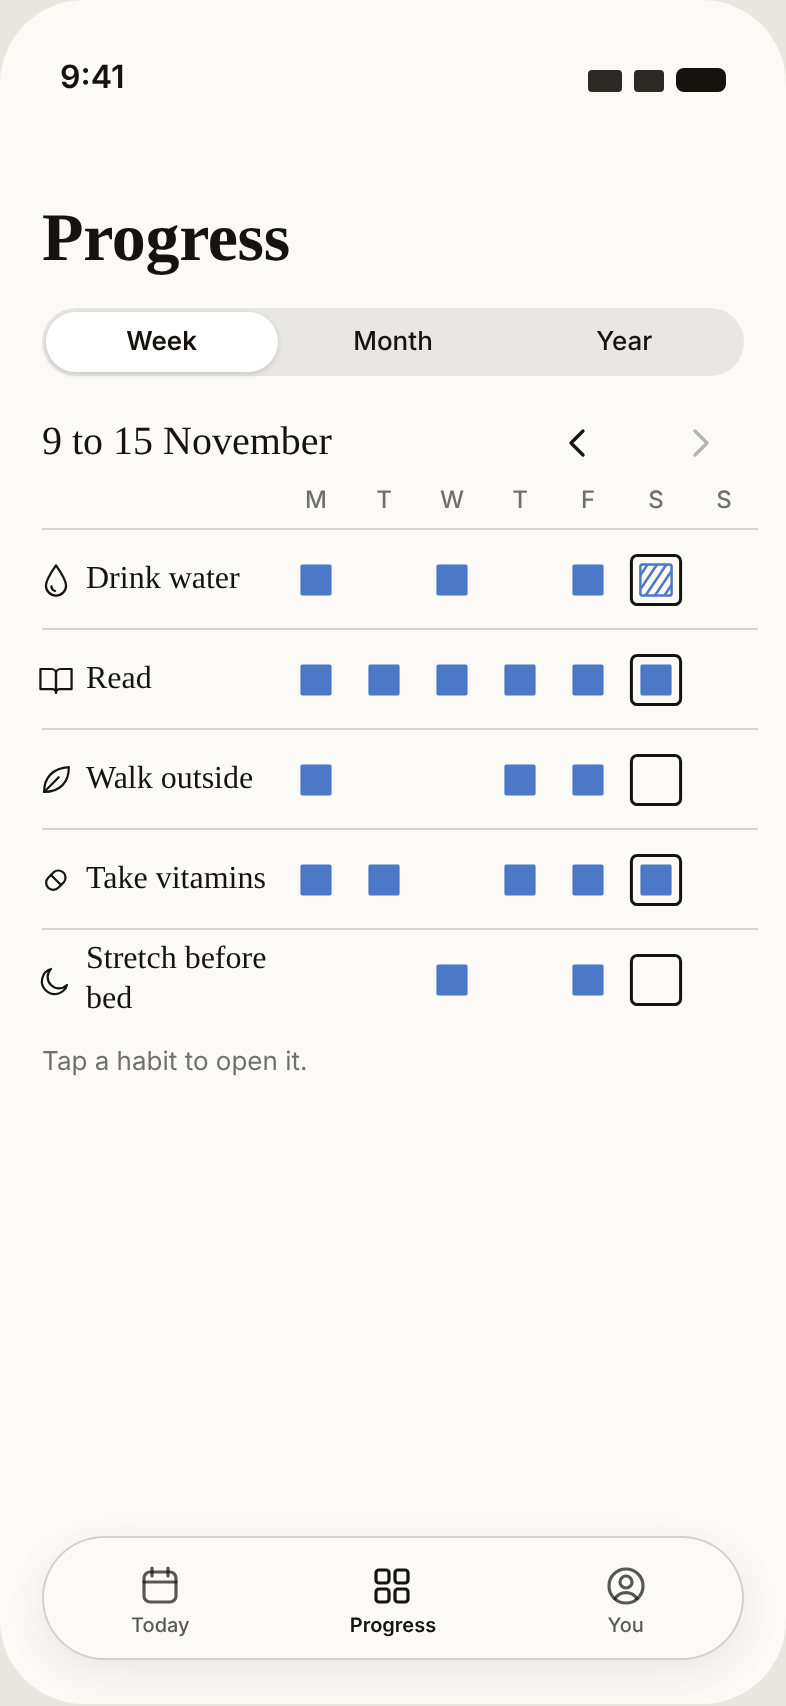 9:41
Progress
Week Month Year
9 to 15 November
M T W T F S S
Drink water
Read
Walk outside
Take vitamins
Stretch before
bed
Tap a habit to open it.
Today Progress You